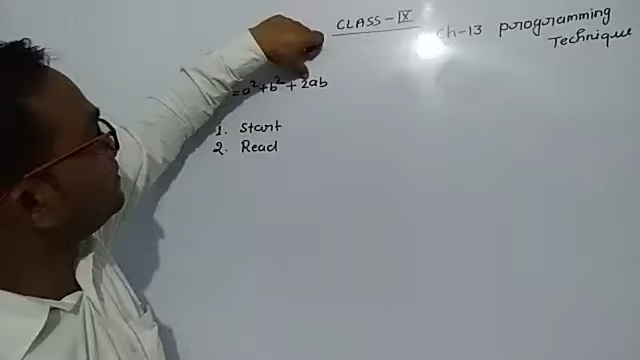 CLASS - IX
ch-13 programming
Technique
= a² + b² + 2ab
1. Start
2. Read